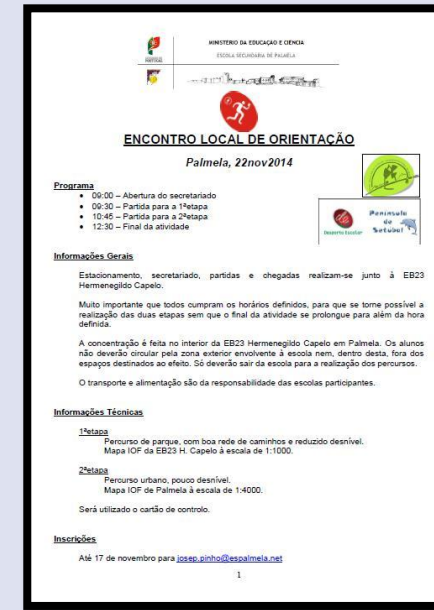 MINISTÉRIO DA EDUCAÇÃO E CIÊNCIA
ESCOLA SECUNDÁRIA DE PALMELA
ENCONTRO LOCAL DE ORIENTAÇÃO
Palmela, 22nov2014
Programa
• 09:00 – Abertura do secretariado
• 09:30 – Partida para a 1ªetapa
• 10:45 – Partida para a 2ªetapa
• 12:30 – Final da atividade
Desporto Escolar
Península
de
Setúbal
Informações Gerais
Estacionamento, secretariado, partidas e chegadas realizam-se junto à EB23
Hermenegildo Capelo.
Muito importante que todos cumpram os horários definidos, para que se torne possível a
realização das duas etapas sem que o final da atividade se prolongue para além da hora
definida.
A concentração é feita no interior da EB23 Hermenegildo Capelo em Palmela. Os alunos
não deverão circular pela zona exterior envolvente à escola nem, dentro desta, fora dos
espaços destinados ao efeito. Só deverão sair da escola para a realização dos percursos.
O transporte e alimentação são da responsabilidade das escolas participantes.
Informações Técnicas
1ªetapa
Percurso de parque, com boa rede de caminhos e reduzido desnível.
Mapa IOF da EB23 H. Capelo à escala de 1:1000.
2ªetapa
Percurso urbano, pouco desnível.
Mapa IOF de Palmela à escala de 1:4000.
Será utilizado o cartão de controlo.
Inscrições
Até 17 de novembro para josep.pinho@espalmela.net
1